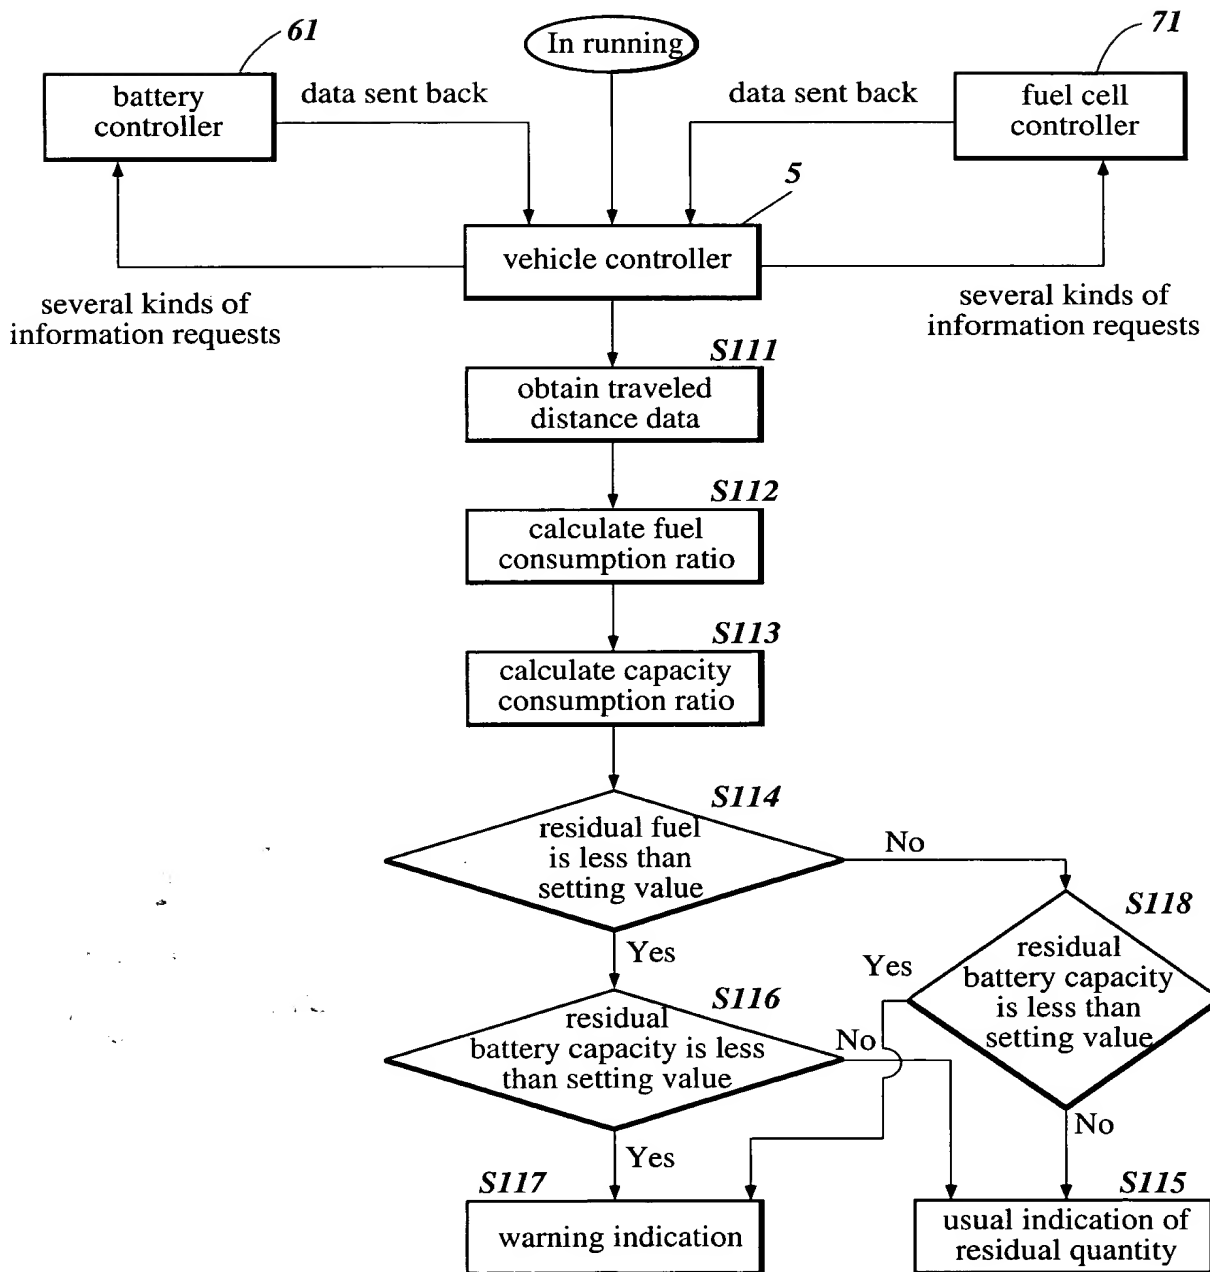 61
In running
71
battery
controller
data sent back
data sent back
fuel cell
controller
5
vehicle controller
several kinds of
information requests
several kinds of
information requests
S111
obtain traveled
distance data
S112
calculate fuel
consumption ratio
S113
calculate capacity
consumption ratio
S114
residual fuel
is less than
setting value
No
Yes
S118
residual
battery capacity
is less than
setting value
Yes
S116
residual
battery capacity is less
than setting value
No
Yes
No
S117
warning indication
S115
usual indication of
residual quantity